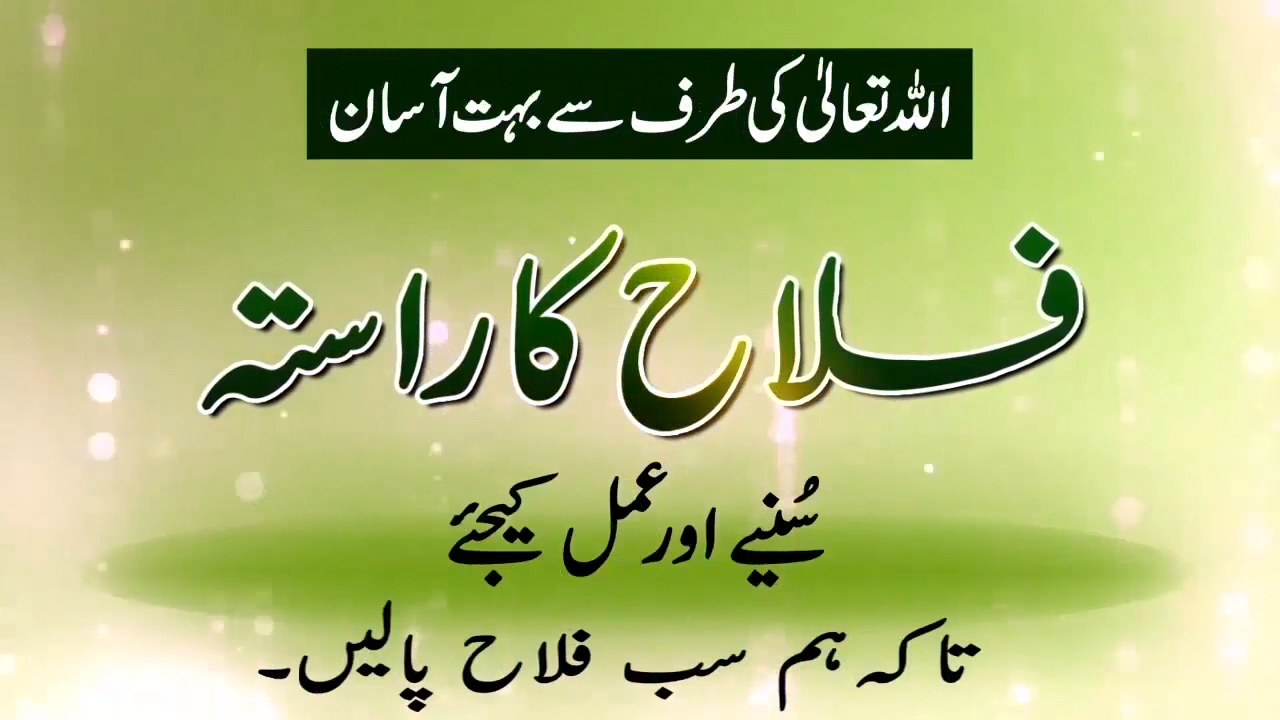 اللہ تعالیٰ کی طرف سے بہت آسان
فلاح کا راستہ
سُنیے اور عمل کیجئے
تاکہ ہم سب فلاح پالیں۔